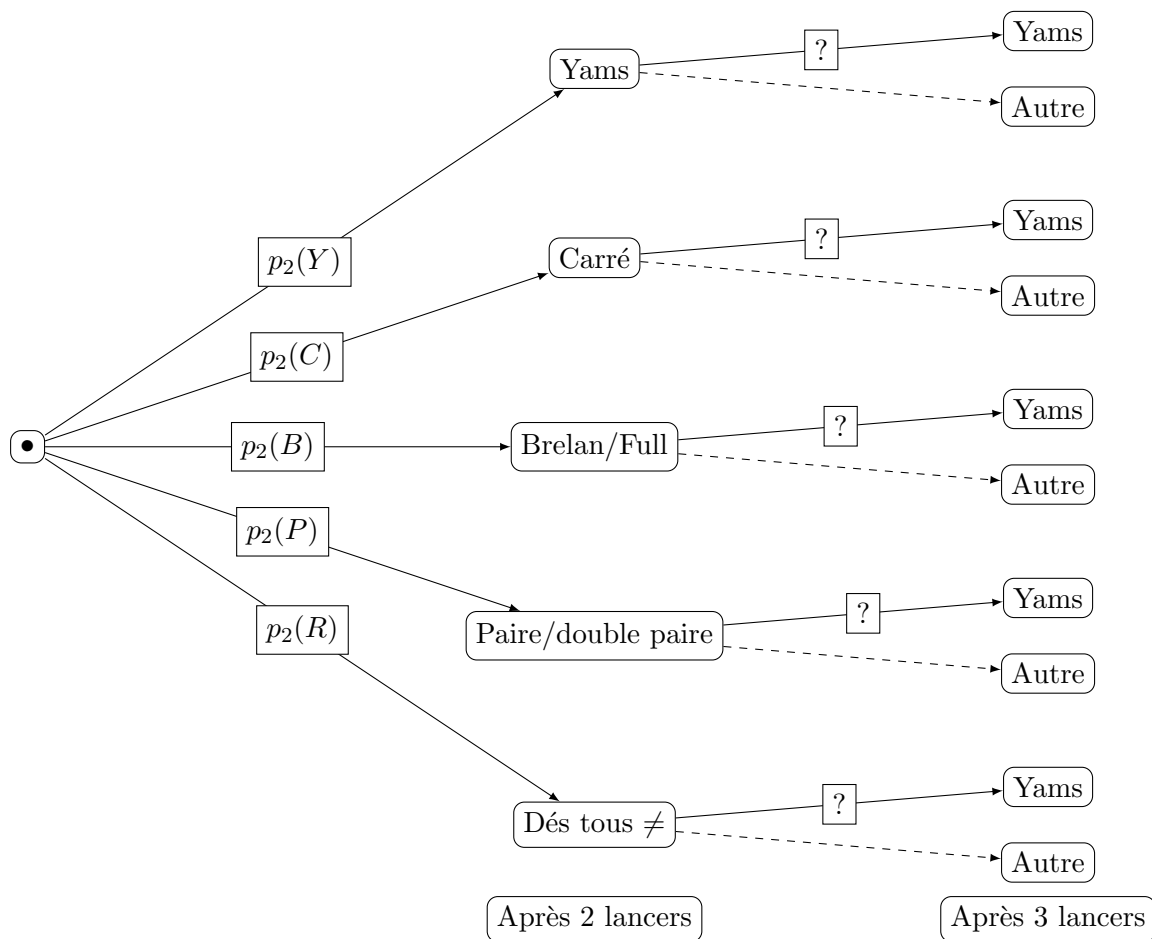 Yams
?
Yams
Autre
Yams
?
Carré
Autre
p₂(Y)
p₂(C)
Yams
?
• p₂(B) Brelan/Full
Autre
p₂(P)
Yams
?
p₂(R)
Paire/double paire
Autre
Yams
?
Dés tous ≠
Autre
Après 2 lancers Après 3 lancers